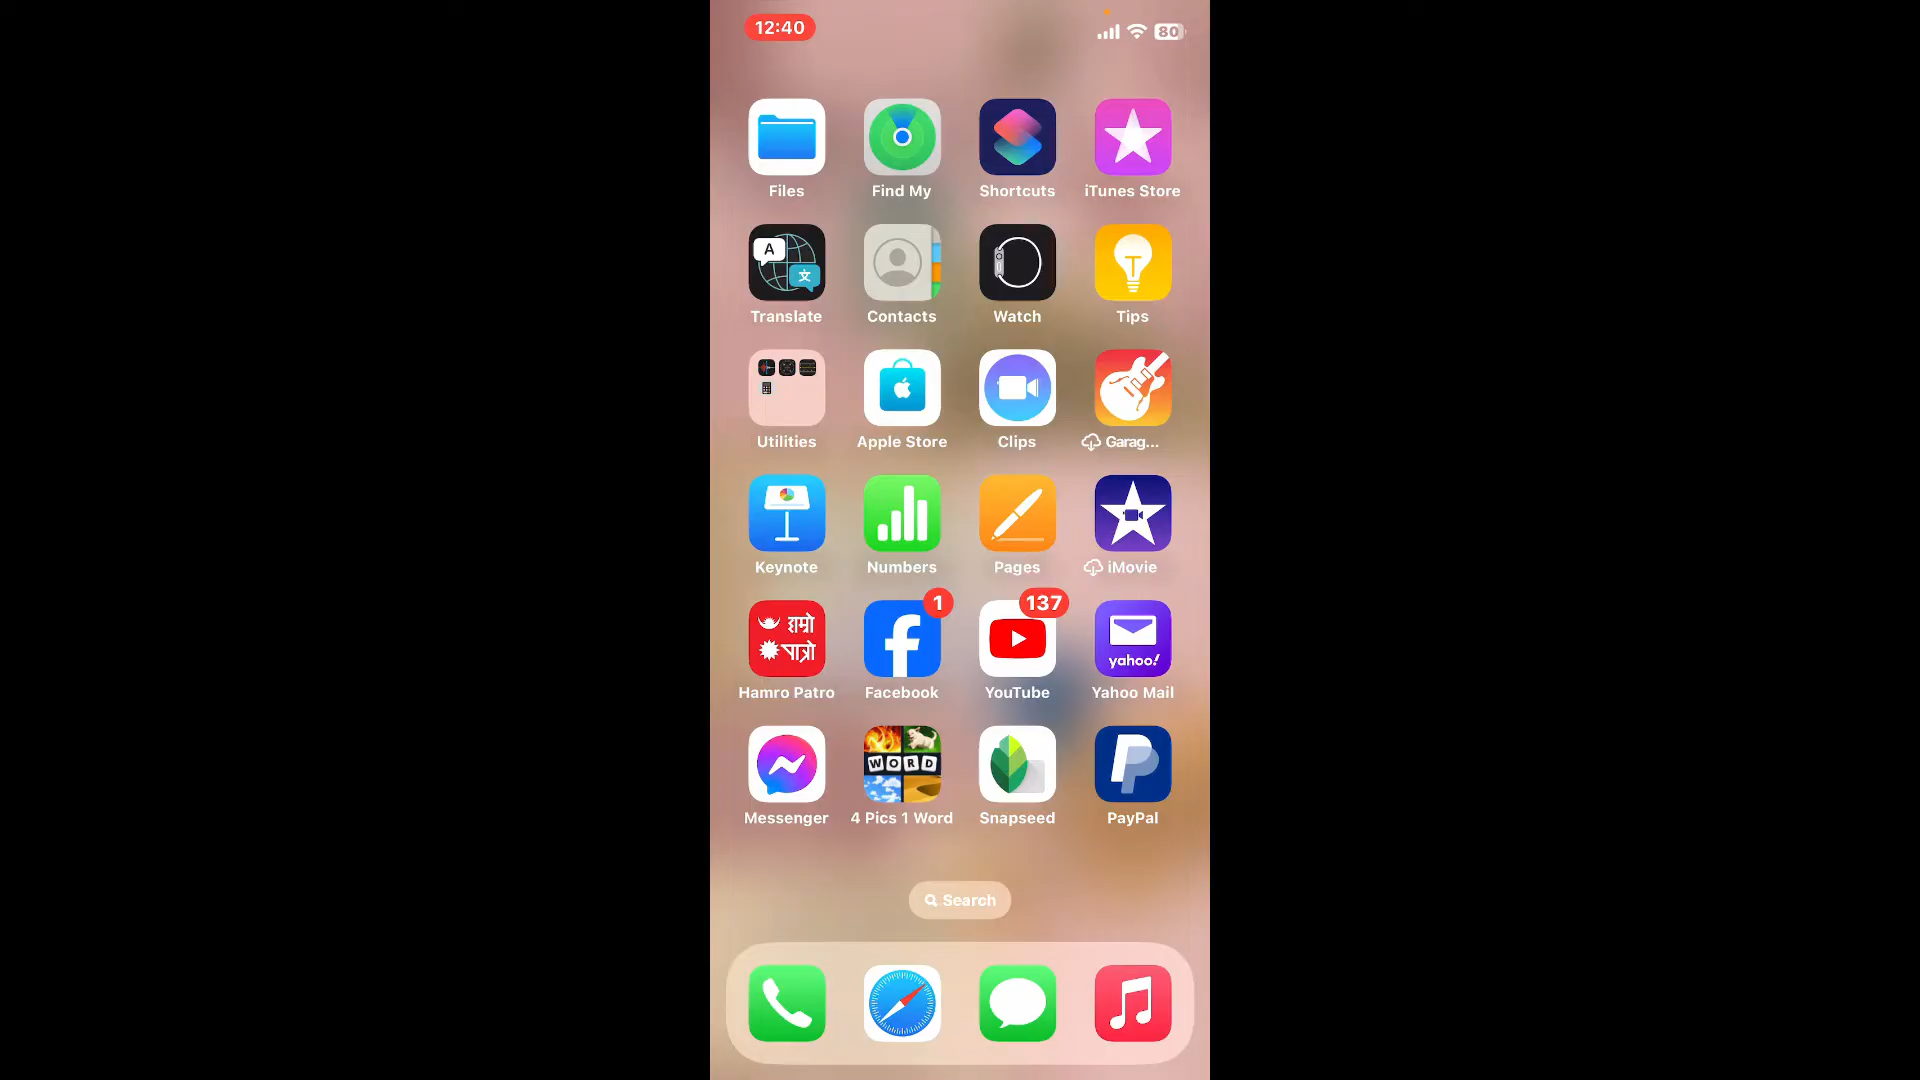 12:40
80
Files Find My Shortcuts iTunes Store
A 文
Translate Contacts Watch Tips
Utilities Apple Store Clips Garag...
Keynote Numbers Pages iMovie
1 137
हाम्रो पात्रो
yahoo!
Hamro Patro Facebook YouTube Yahoo Mail
WORD
Messenger 4 Pics 1 Word Snapseed PayPal
Search